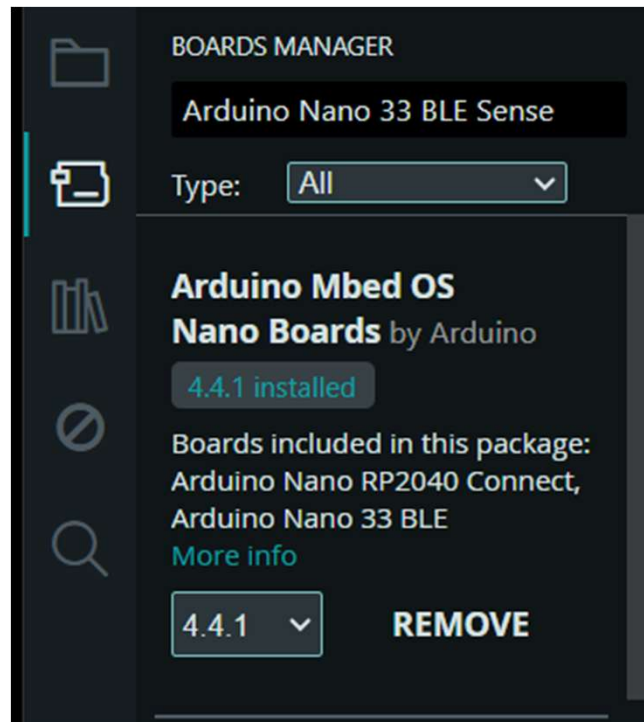 BOARDS MANAGER
Arduino Nano 33 BLE Sense
Type: All
Arduino Mbed OS
Nano Boards by Arduino
4.4.1 installed
Boards included in this package:
Arduino Nano RP2040 Connect,
Arduino Nano 33 BLE
More info
4.4.1 REMOVE